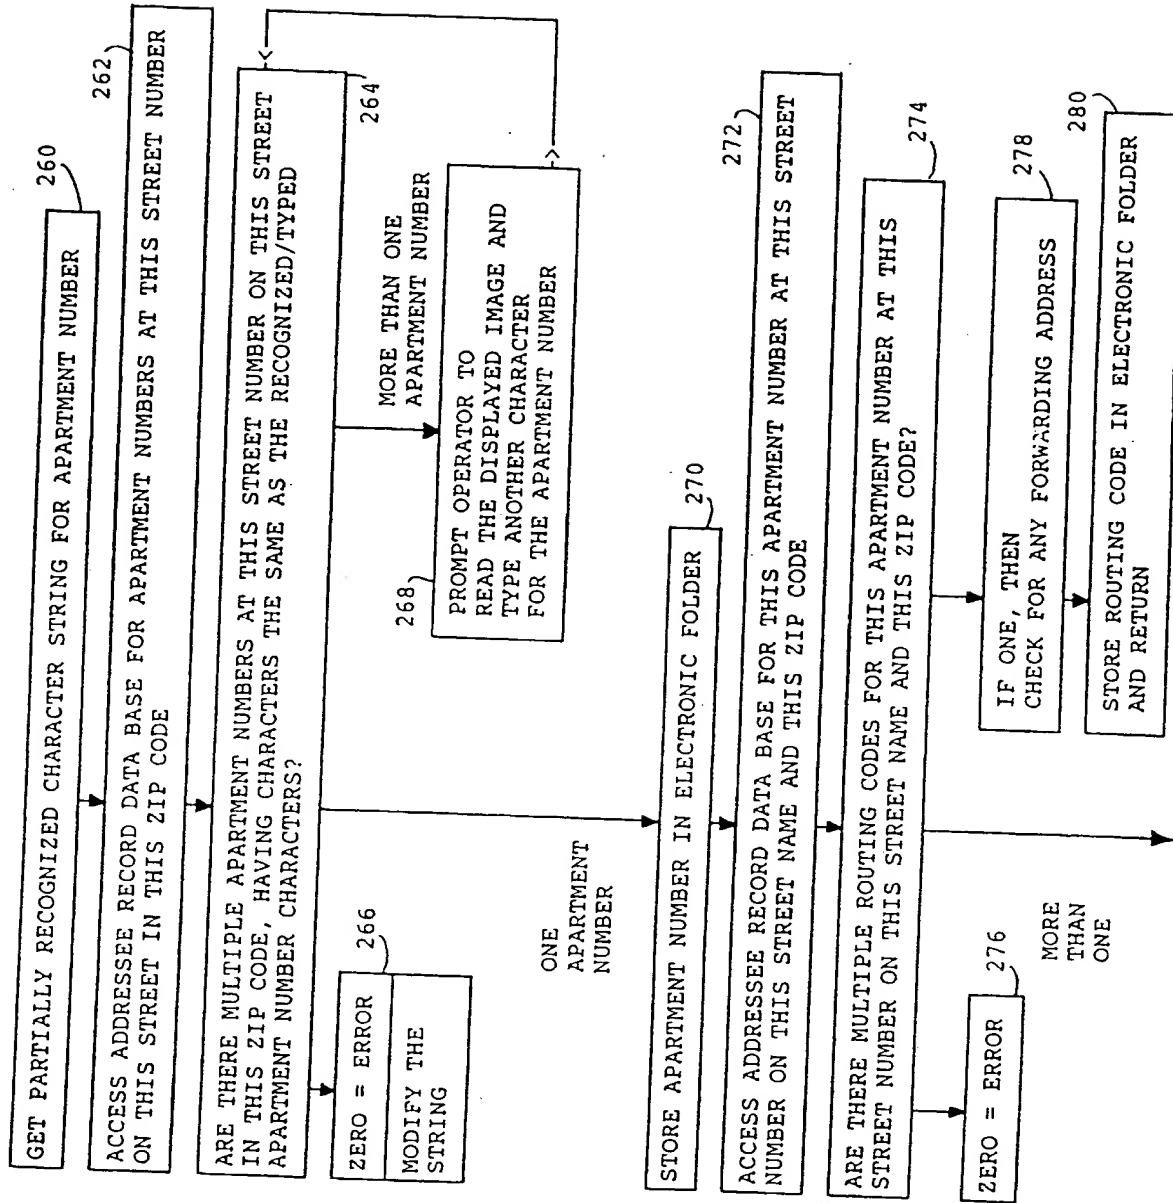 GET PARTIALLY RECOGNIZED CHARACTER STRING FOR APARTMENT NUMBER
260
ACCESS ADDRESSEE RECORD DATA BASE FOR APARTMENT NUMBERS AT THIS STREET NUMBER
ON THIS STREET IN THIS ZIP CODE
262
ARE THERE MULTIPLE APARTMENT NUMBERS AT THIS STREET NUMBER ON THIS STREET
IN THIS ZIP CODE, HAVING CHARACTERS THE SAME AS THE RECOGNIZED/TYPED
APARTMENT NUMBER CHARACTERS?
264
ZERO = ERROR
MODIFY THE
STRING
266
MORE THAN ONE
APARTMENT NUMBER
268
PROMPT OPERATOR TO
READ THE DISPLAYED IMAGE AND
TYPE ANOTHER CHARACTER
FOR THE APARTMENT NUMBER
ONE
APARTMENT
NUMBER
STORE APARTMENT NUMBER IN ELECTRONIC FOLDER
270
ACCESS ADDRESSEE RECORD DATA BASE FOR THIS APARTMENT NUMBER AT THIS STREET
NUMBER ON THIS STREET NAME AND THIS ZIP CODE
272
ARE THERE MULTIPLE ROUTING CODES FOR THIS APARTMENT NUMBER AT THIS
STREET NUMBER ON THIS STREET NAME AND THIS ZIP CODE?
274
ZERO = ERROR
276
MORE
THAN
ONE
IF ONE, THEN
CHECK FOR ANY FORWARDING ADDRESS
278
STORE ROUTING CODE IN ELECTRONIC FOLDER
AND RETURN
280